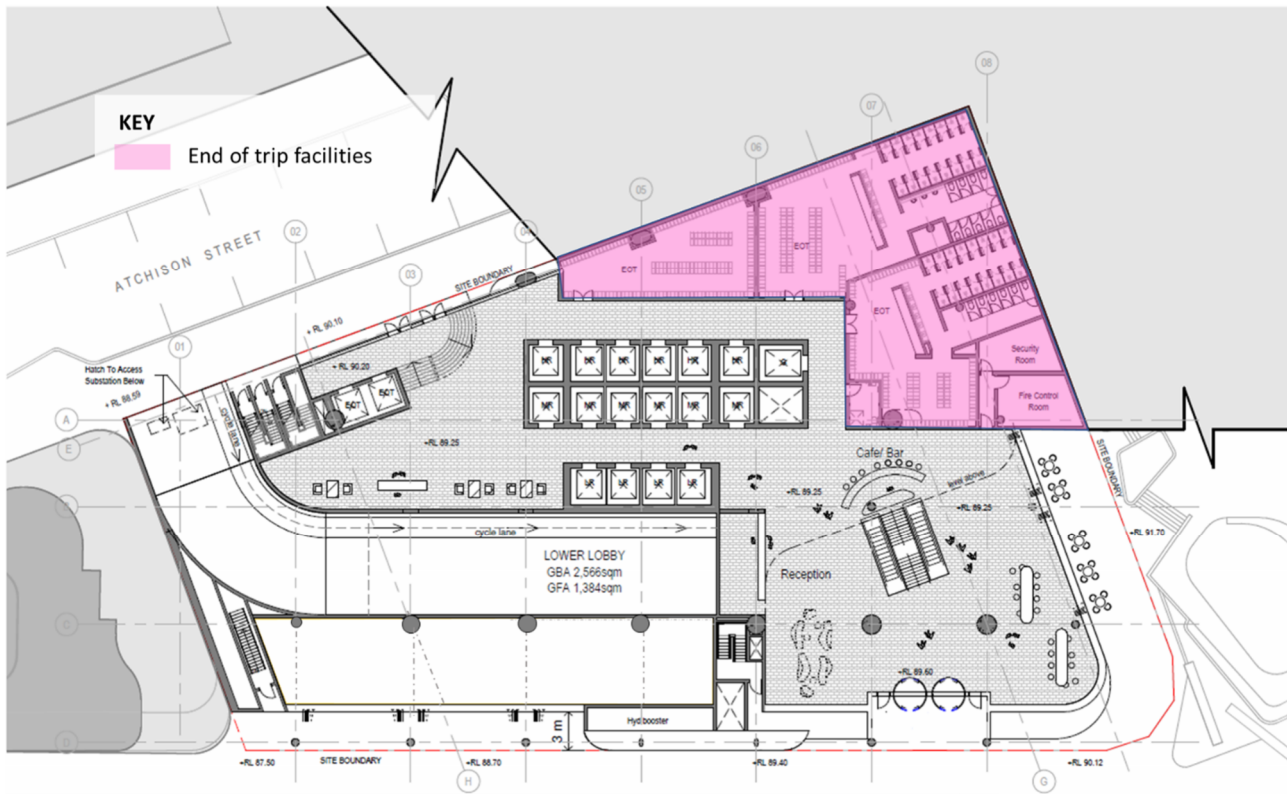 KEY
End of trip facilities
08
07
06
05
02
04
03
01
ATCHISON STREET
SITE BOUNDARY
+ RL 90.10
+ RL 90.20
Hatch To Access
Substation Below
+ RL 88.59
A
E
cycle lane
EOT
EOT
EOT
EOT
EOT
Security
Room
Fire Control
Room
+RL 89.25
Cafe/ Bar
level above
+RL 89.25
+RL 89.25
SITE BOUNDARY
+RL 91.70
cycle lane
LOWER LOBBY
GBA 2,566sqm
GFA 1,384sqm
Reception
C
+RL 89.60
Hydrobooster
3 m
D
+RL 87.50
SITE BOUNDARY
H
+RL 88.70
+RL 89.40
G
+RL 90.12